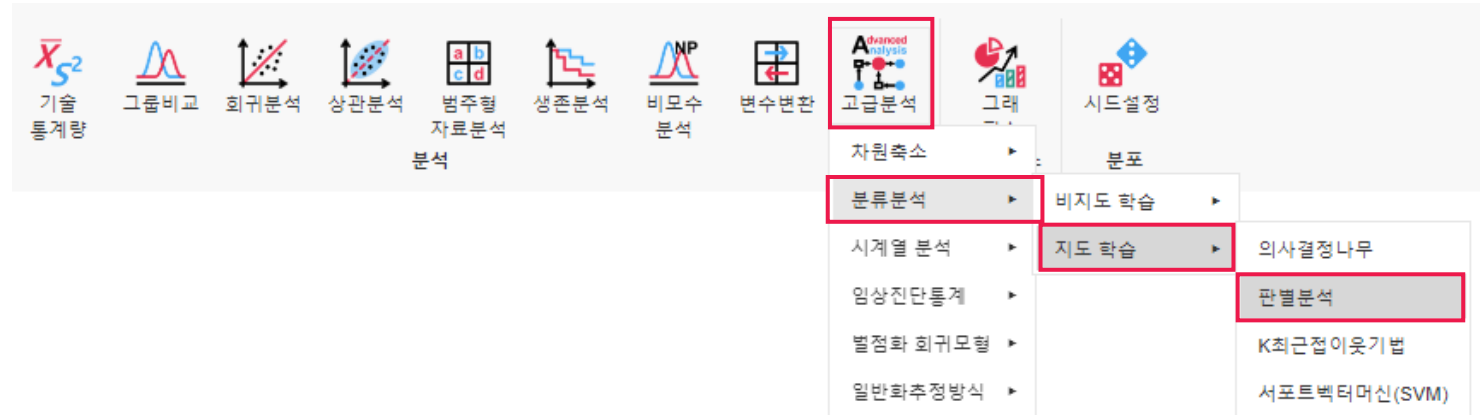 X̅S²
NP
Advanced
Analysis
a b
c d
기술
통계량
그룹비교
회귀분석
상관분석
범주형
자료분석
생존분석
비모수
분석
변수변환
고급분석
그래
시드설정
분석
분포
차원축소
분류분석
시계열 분석
임상진단통계
벌점화 회귀모형
일반화추정방식
비지도 학습
지도 학습
의사결정나무
판별분석
K최근접이웃기법
서포트벡터머신(SVM)